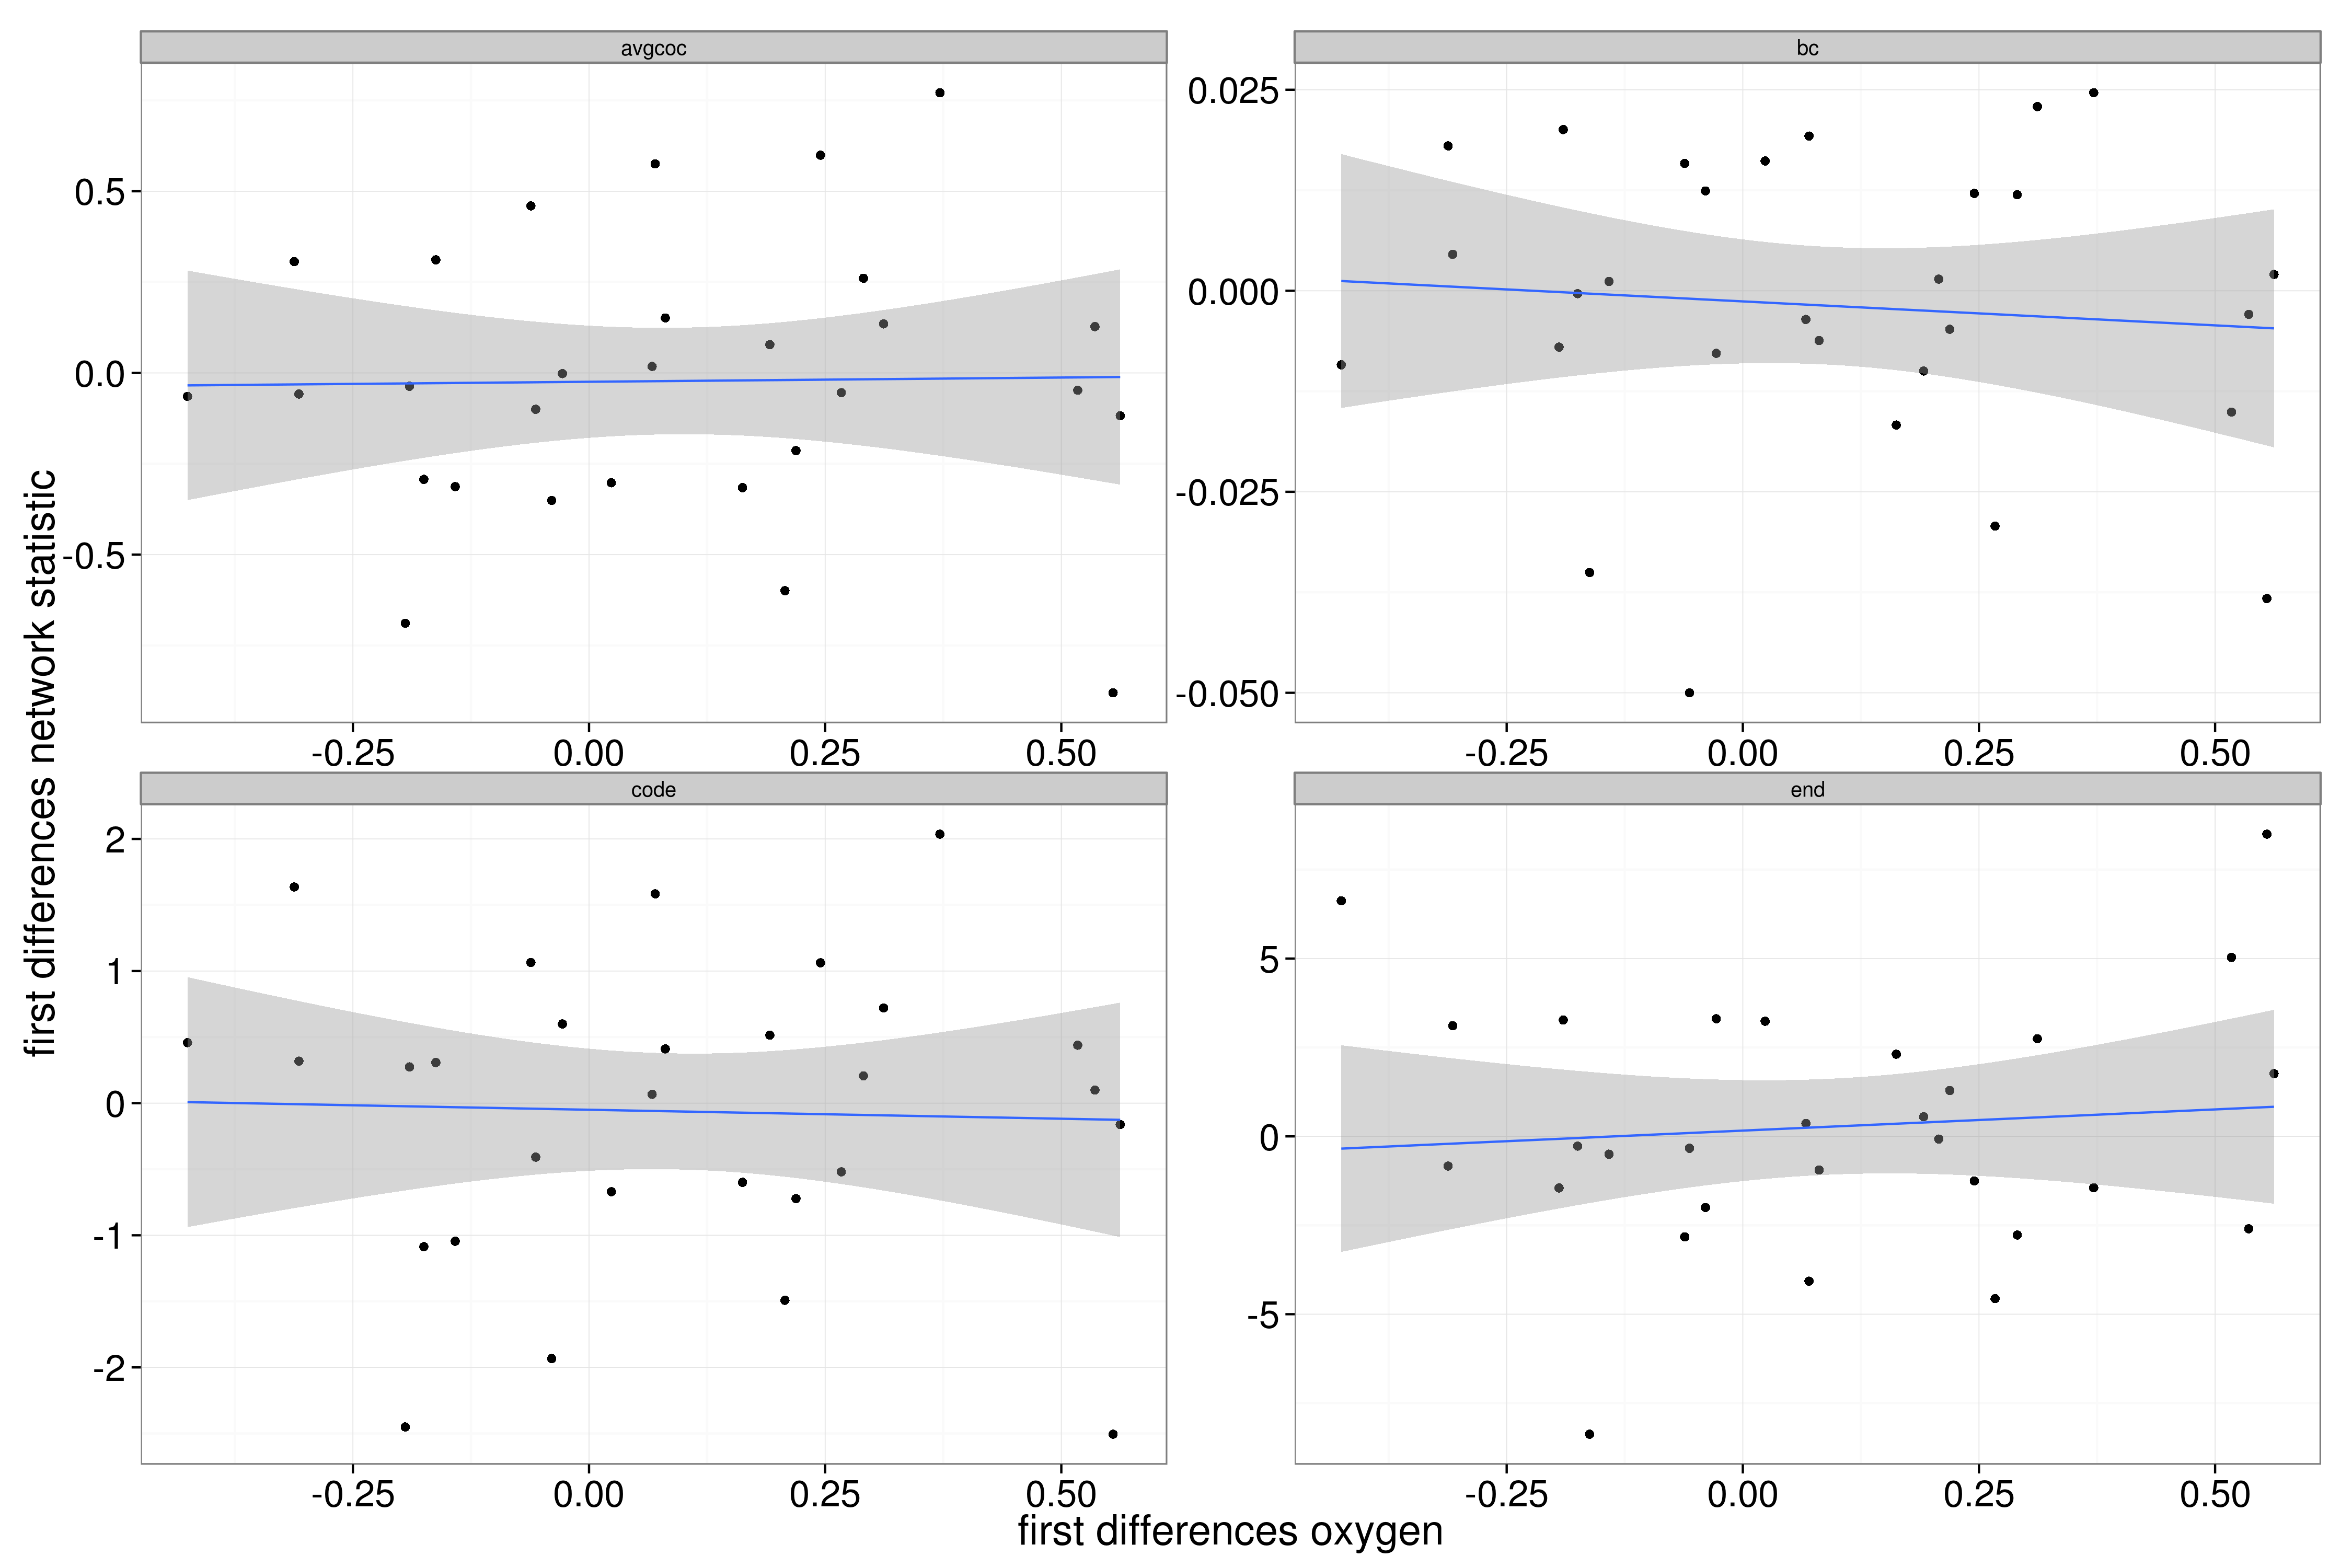 avgcoc
bc
0.5
0.0
-0.5
0.025
0.000
-0.025
-0.050
-0.25 0.00 0.25 0.50
-0.25 0.00 0.25 0.50
code
end
2
1
0
-1
-2
5
0
-5
-0.25 0.00 0.25 0.50
-0.25 0.00 0.25 0.50
first differences network statistic
first differences oxygen